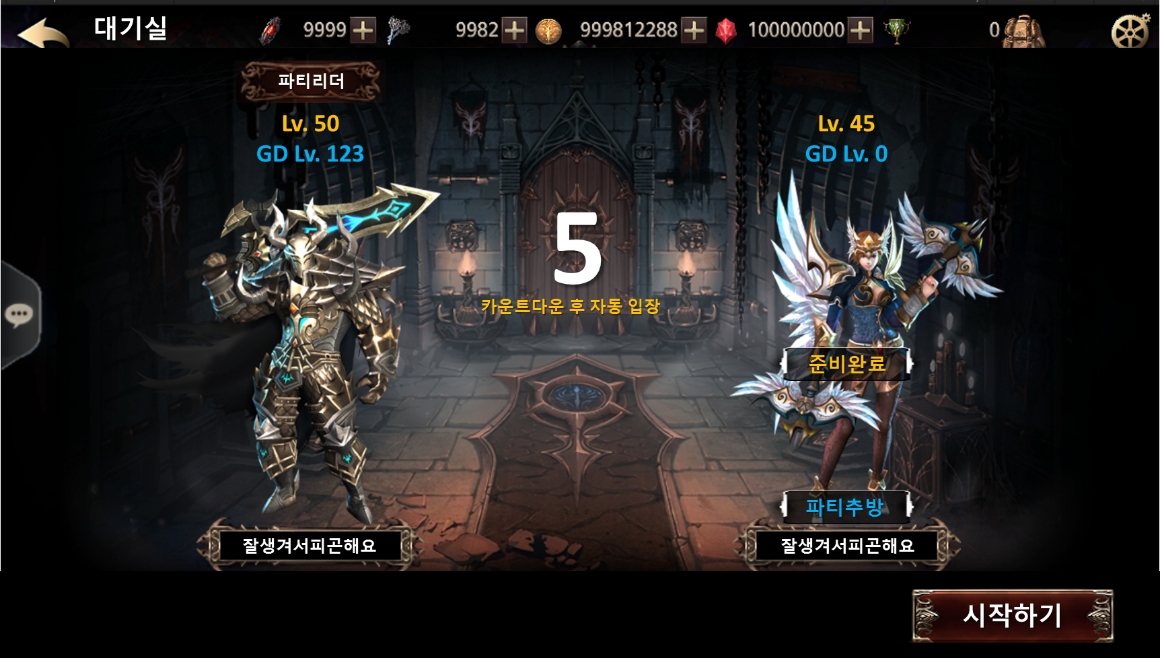 대기실 9999 9982 999812288 100000000 0
파티리더
Lv. 50
GD Lv. 123
Lv. 45
GD Lv. 0
5
카운트다운 후 자동 입장
준비완료
파티추방
잘생겨서피곤해요
잘생겨서피곤해요
시작하기